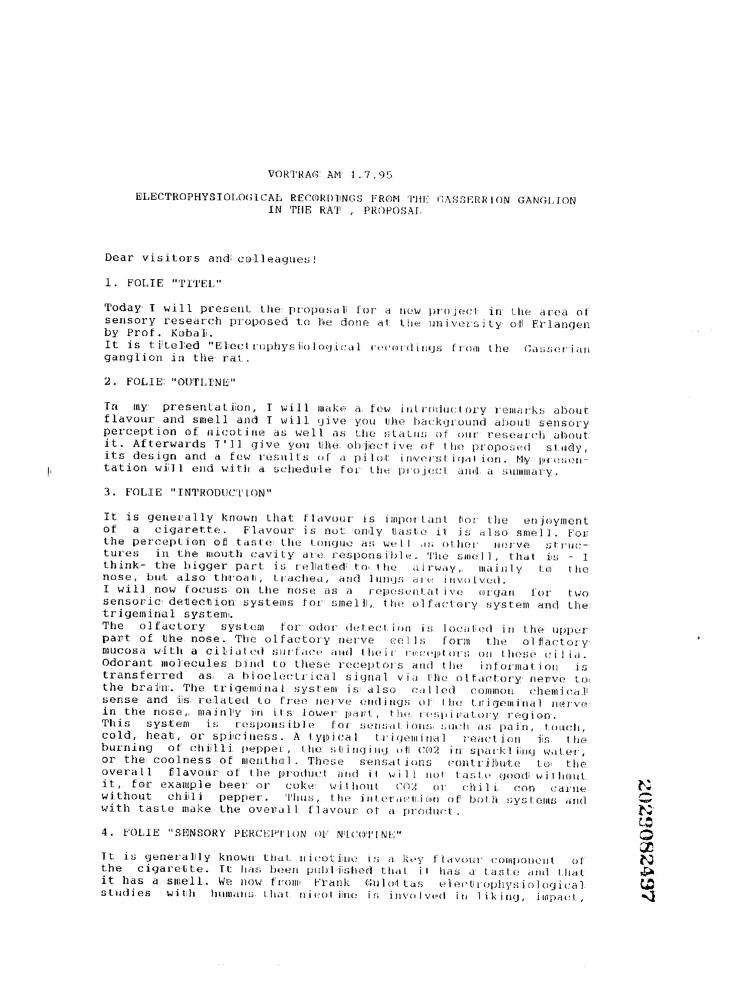 VORTRAG AM 1.7.95
ELECTROPHYSIOLOGICAL RECORDINGS FROM THE GASSERRION GANGLION
IN THE RAT , PROPOSAL
Dear visitors and colleagues!
1. FOLIE "TITEL"
Today I will present the proposal for a new project in the area of
sensory research proposed to be done at the university of Erlangen
by Prof. Kobal.
It is titeled "Electrophysiological recordings from the Gasserian
ganglion in the rat.
2. FOLIE "OUTLINE"
In my presentation, I will make a few introductory remarks about
flavour and smell and I will give you the background about sensory
perception of nicotine as well as the status of our research about
it. Afterwards I'll give you the objective of the proposed study,
its design and a few results of a pilot inverstigation. My presen-
tation will end with a schedule for the project and a summary.
3. FOLIE "INTRODUCTION"
It is generally known that flavour is important for the enjoyment
of a cigarette. Flavour is not only taste it is also smell. For
the perception of taste the tongue as well as other nerve struc-
tures in the mouth cavity are responsible. The smell, that is - I
think- the bigger part is related to the airway, mainly to the
nose, but also throat, trachea, and lungs are involved.
I will now focuss on the nose as a repesentative organ for two
sensoric detection systems for smell, the olfactory system and the
trigeminal system.
The olfactory system for odor detection is located in the upper
part of the nose. The olfactory nerve cells form the olfactory
mucosa with a ciliated surface and their receptors on these cilia.
Odorant molecules bind to these receptors and the information is
transferred as a bioelectrical signal via the olfactory nerve to
the brain. The trigeminal system is also called common chemical
sense and is related to free nerve endings of the trigeminal nerve
in the nose, mainly in its lower part, the respiratory region.
This system is responsible for sensations such as pain, touch,
cold, heat, or spiciness. A typical trigeminal reaction is the
burning of chilli pepper, the stinging of CO2 in sparkling water,
or the coolness of menthol. These sensations contribute to the
overall flavour of the product and it will not taste good without
it, for example beer or coke without CO2 or chili con carne
without chili pepper. Thus, the interaction of both systems and
with taste make the overall flavour of a product.
4. FOLIE "SENSORY PERCEPTION OF NICOTINE"
It is generally known that nicotine is a key flavour component of
the cigarette. It has been published that it has a taste and that
it has a smell. We now from Frank Gulottas electrophysiological
studies with humans that nicotine is involved in liking, impact,
2029082497